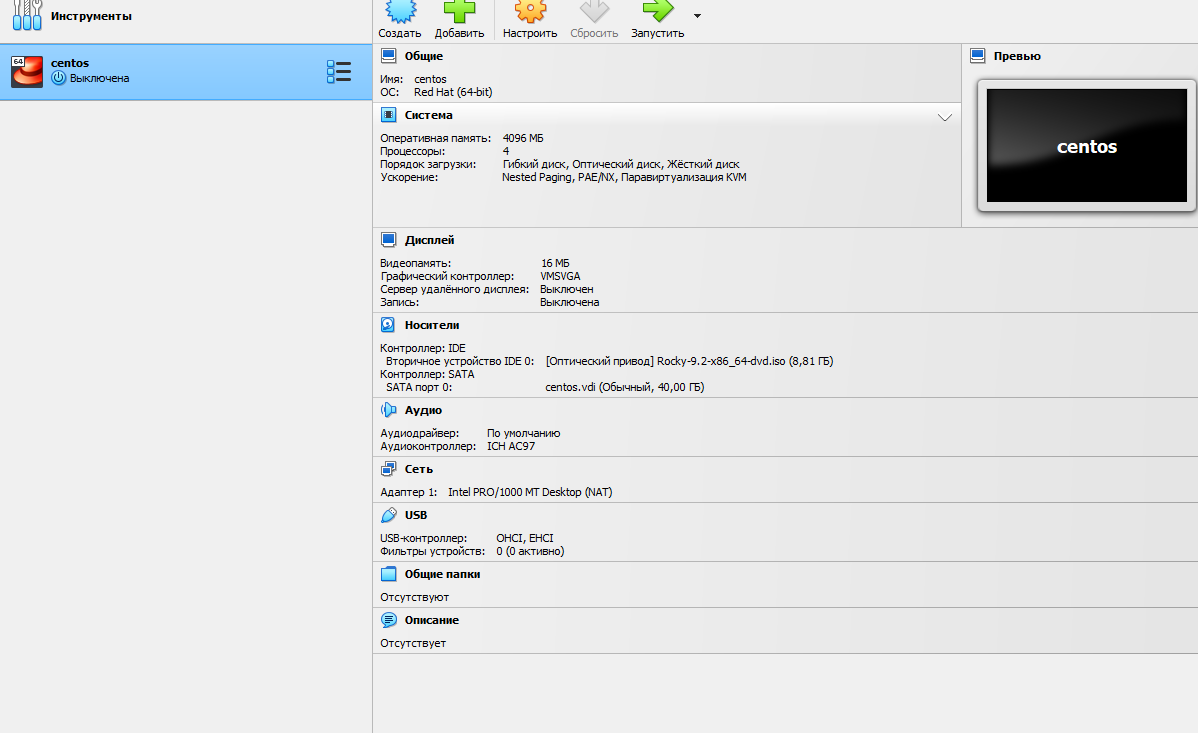 Инструменты
Создать Добавить Настроить Сбросить Запустить
64 centos
Выключена
Общие
Имя: centos
ОС: Red Hat (64-bit)
Превью
centos
Система
Оперативная память: 4096 МБ
Процессоры: 4
Порядок загрузки: Гибкий диск, Оптический диск, Жёсткий диск
Ускорение: Nested Paging, PAE/NX, Паравиртуализация KVM
Дисплей
Видеопамять: 16 МБ
Графический контроллер: VMSVGA
Сервер удалённого дисплея: Выключен
Запись: Выключена
Носители
Контроллер: IDE
Вторичное устройство IDE 0: [Оптический привод] Rocky-9.2-x86_64-dvd.iso (8,81 ГБ)
Контроллер: SATA
SATA порт 0: centos.vdi (Обычный, 40,00 ГБ)
Аудио
Аудиодрайвер: По умолчанию
Аудиоконтроллер: ICH AC97
Сеть
Адаптер 1: Intel PRO/1000 MT Desktop (NAT)
USB
USB-контроллер: OHCI, EHCI
Фильтры устройств: 0 (0 активно)
Общие папки
Отсутствуют
Описание
Отсутствует